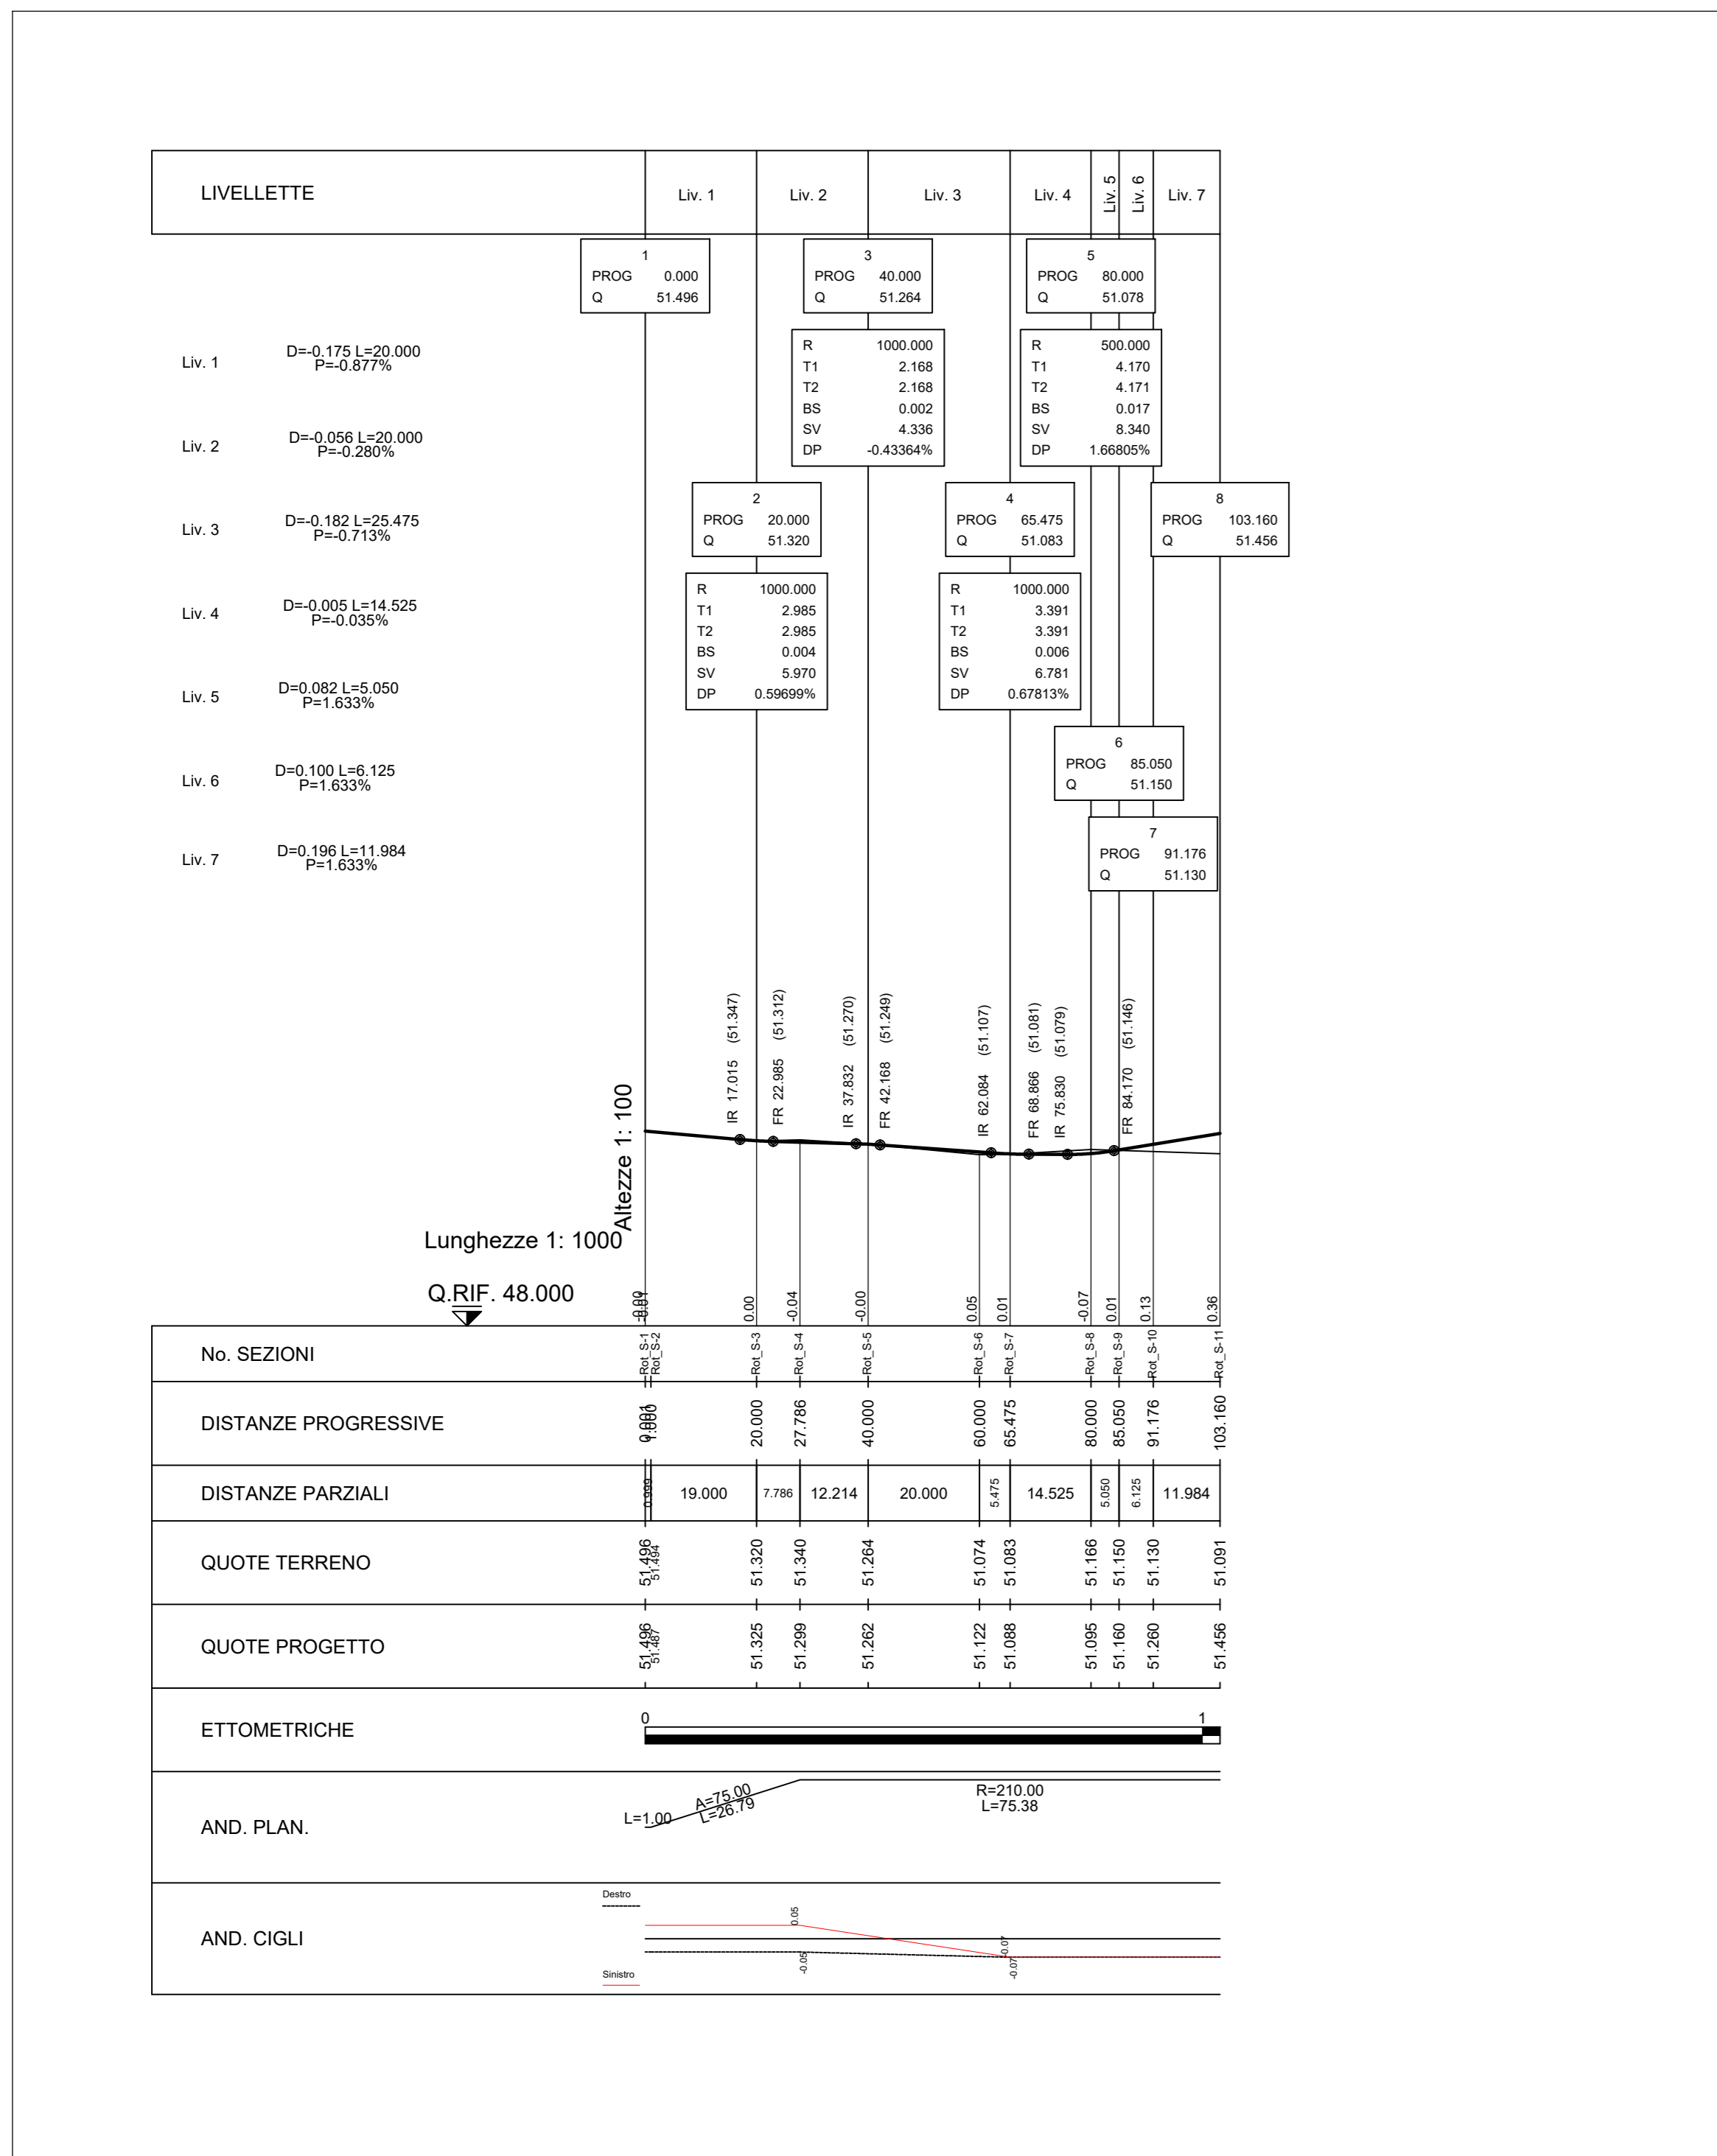 LIVELLETTE
Liv. 1
Liv. 2
Liv. 3
Liv. 4
Liv. 5
Liv. 6
Liv. 7
1
PROG 0.000
Q 51.496
3
PROG 40.000
Q 51.264
5
PROG 80.000
Q 51.078
R 1000.000
T1 2.168
T2 2.168
BS 0.002
SV 4.336
DP -0.43364%
R 500.000
T1 4.170
T2 4.171
BS 0.017
SV 8.340
DP 1.66805%
2
PROG 20.000
Q 51.320
4
PROG 65.475
Q 51.083
8
PROG 103.160
Q 51.456
R 1000.000
T1 2.985
T2 2.985
BS 0.004
SV 5.970
DP 0.59699%
R 1000.000
T1 3.391
T2 3.391
BS 0.006
SV 6.781
DP 0.67813%
6
PROG 85.050
Q 51.150
7
PROG 91.176
Q 51.130
Liv. 1
D=-0.175 L=20.000
P=-0.877%
Liv. 2
D=-0.056 L=20.000
P=-0.280%
Liv. 3
D=-0.182 L=25.475
P=-0.713%
Liv. 4
D=-0.005 L=14.525
P=-0.035%
Liv. 5
D=0.082 L=5.050
P=1.633%
Liv. 6
D=0.100 L=6.125
P=1.633%
Liv. 7
D=0.196 L=11.984
P=1.633%
IR 17.015 (51.347)
FR 22.985 (51.312)
IR 37.832 (51.270)
FR 42.168 (51.249)
IR 62.084 (51.107)
FR 68.866 (51.081)
IR 75.830 (51.079)
FR 84.170 (51.146)
Altezze 1: 100
Lunghezze 1: 1000
Q.RIF. 48.000
-0.00
-0.01
0.00
-0.04
-0.00
0.05
0.01
-0.07
0.01
0.13
0.36
No. SEZIONI
Rot_S-1
Rot_S-2
Rot_S-3
Rot_S-4
Rot_S-5
Rot_S-6
Rot_S-7
Rot_S-8
Rot_S-9
Rot_S-10
Rot_S-11
DISTANZE PROGRESSIVE
0.001
1.000
20.000
27.786
40.000
60.000
65.475
80.000
85.050
91.176
103.160
DISTANZE PARZIALI
0.999
19.000
7.786
12.214
20.000
5.475
14.525
5.050
6.125
11.984
QUOTE TERRENO
51.496
51.494
51.320
51.340
51.264
51.074
51.083
51.166
51.150
51.130
51.091
QUOTE PROGETTO
51.496
51.487
51.325
51.299
51.262
51.122
51.088
51.095
51.160
51.260
51.456
ETTOMETRICHE
0
1
AND. PLAN.
L=1.00
A=75.00
L=26.79
R=210.00
L=75.38
AND. CIGLI
Destro
Sinistro
0.05
-0.05
-0.07
-0.07